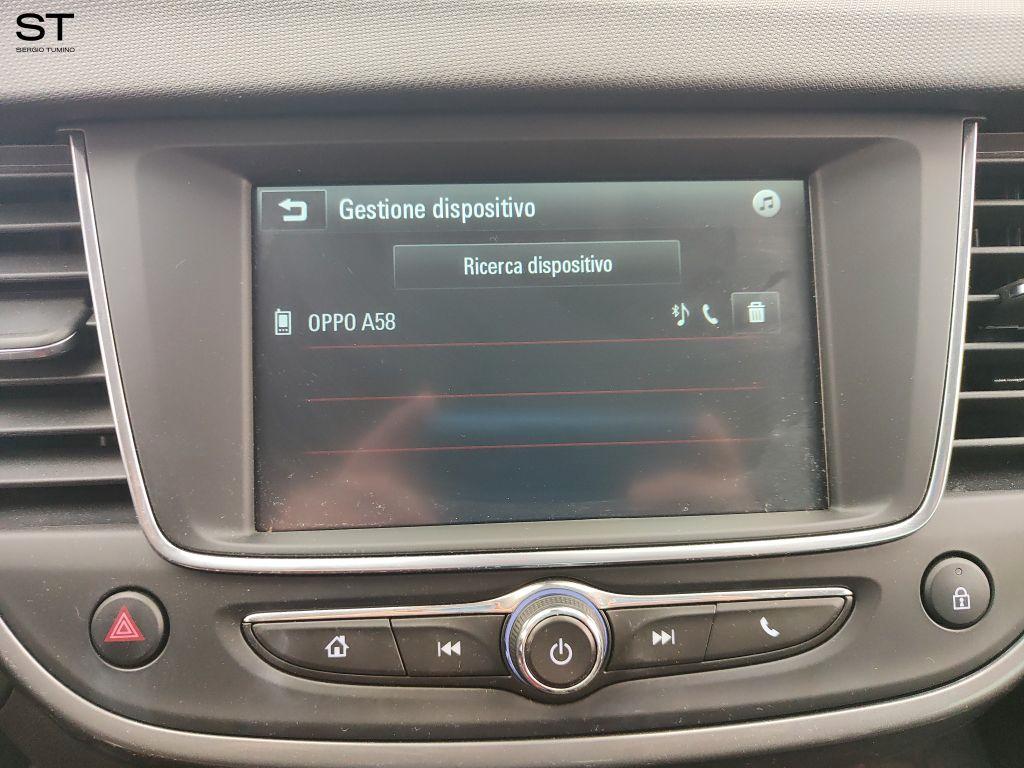 ST
SERGIO TUMINO
Gestione dispositivo
Ricerca dispositivo
OPPO A58